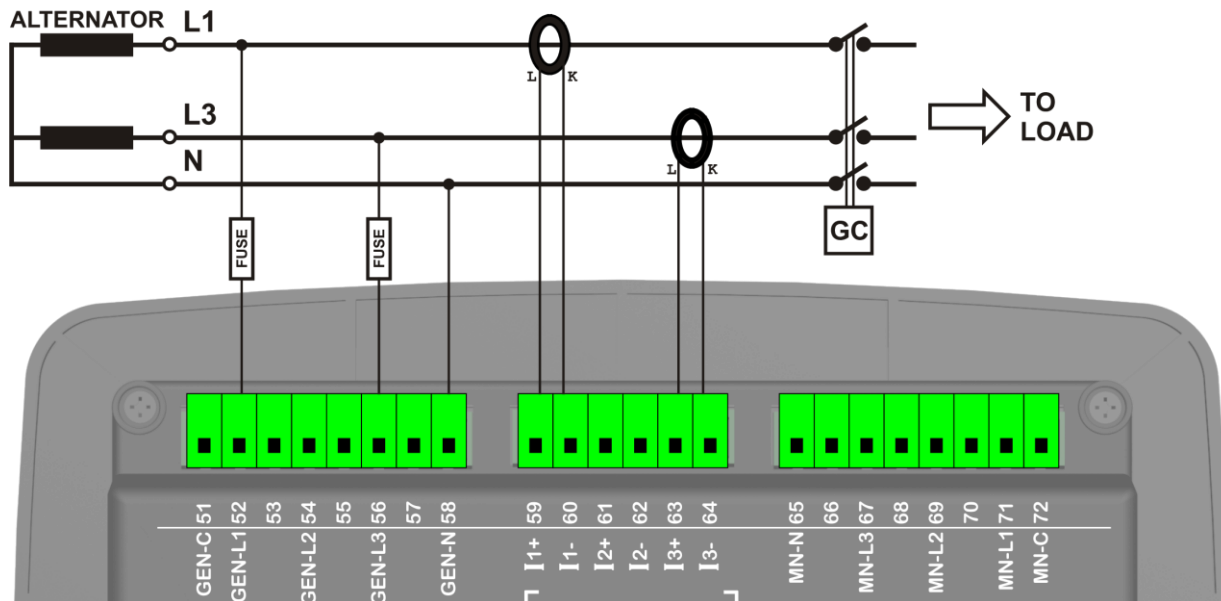 ALTERNATOR L1
L K
L3
TO
LOAD
N
L K
GC
FUSE FUSE
51 52 53 54 55 56 57 58 59 60 61 62 63 64 65 66 67 68 69 70 71 72
GEN-C GEN-L1 GEN-L2 GEN-L3 GEN-N I1+ I1- I2+ I2- I3+ I3- MN-N MN-L3 MN-L2 MN-L1 MN-C